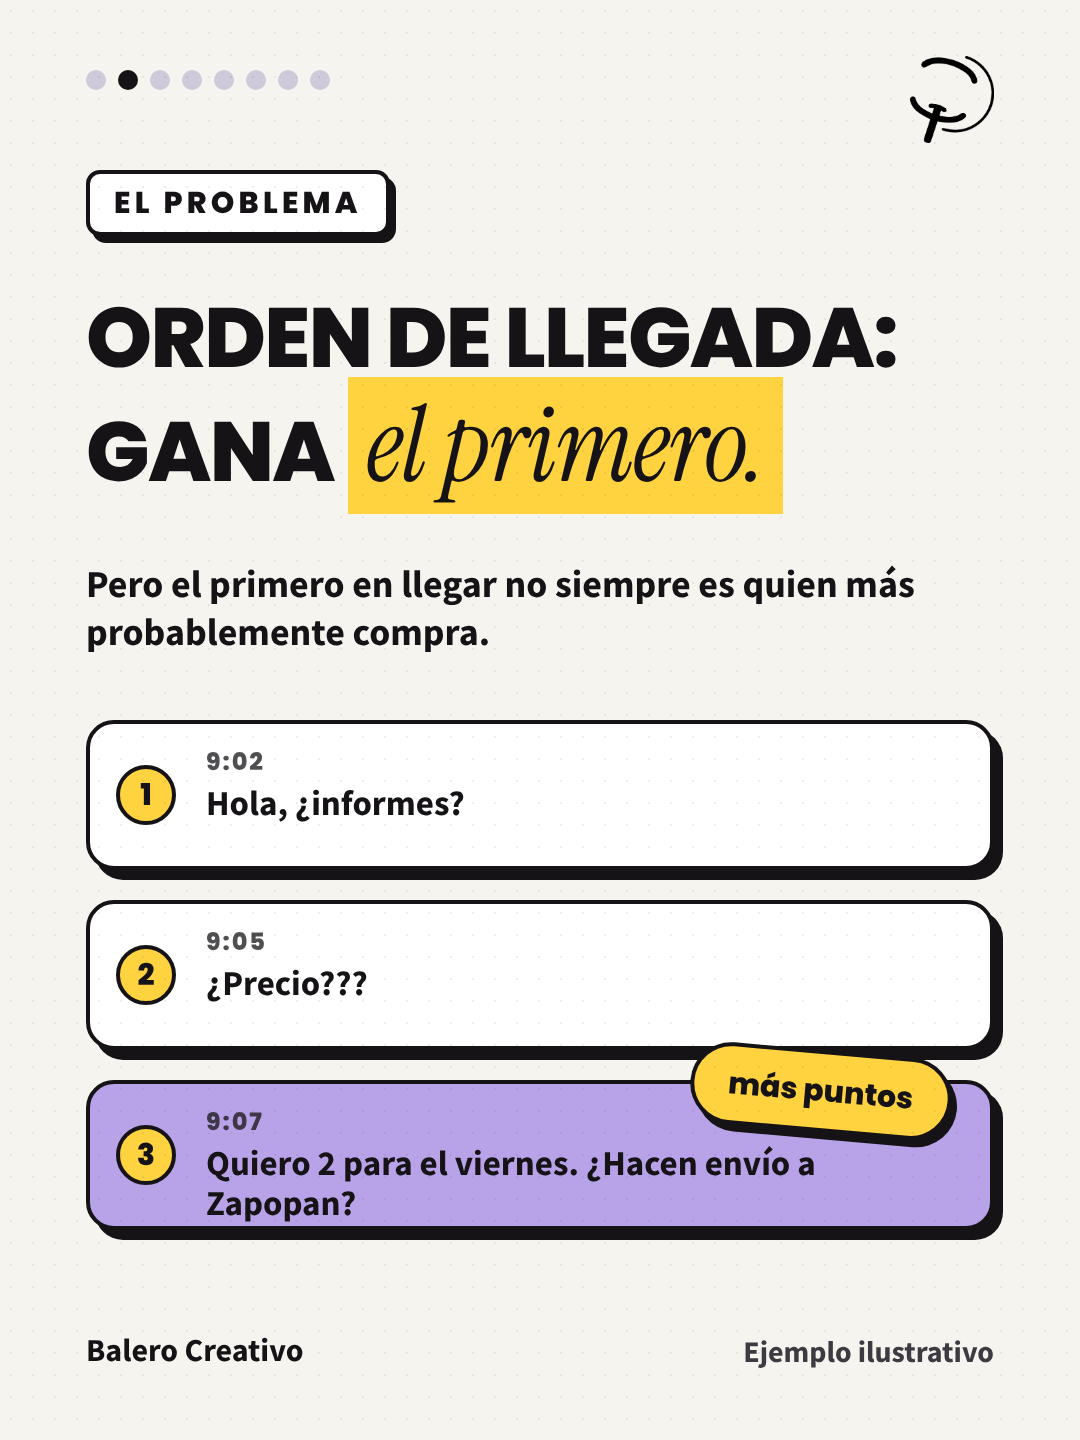 EL PROBLEMA
ORDEN DE LLEGADA:
GANA el primero.
Pero el primero en llegar no siempre es quien más
probablemente compra.
1
9:02
Hola, ¿informes?
2
9:05
¿Precio???
más puntos
3
9:07
Quiero 2 para el viernes. ¿Hacen envío a
Zapopan?
Balero Creativo
Ejemplo ilustrativo